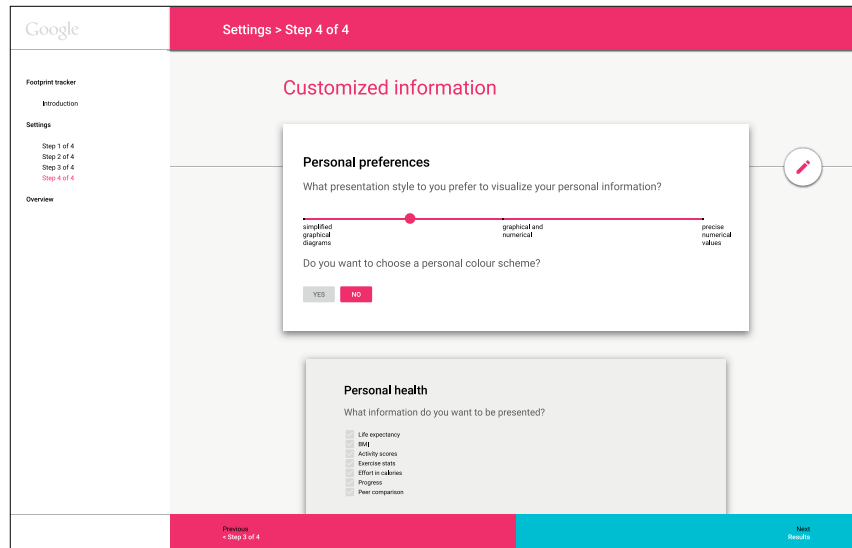 Google
Settings > Step 4 of 4
Footprint tracker
Introduction
Settings
Step 1 of 4
Step 2 of 4
Step 3 of 4
Step 4 of 4
Overview
Customized information
Personal preferences
What presentation style to you prefer to visualize your personal information?
simplified
graphical
diagrams
graphical and
numerical
precise
numerical
values
Do you want to choose a personal colour scheme?
YES
NO
Personal health
What information do you want to be presented?
Life expectancy
BMI
Activity scores
Exercise stats
Effort in calories
Progress
Peer comparison
Previous
< Step 3 of 4
Next
Results